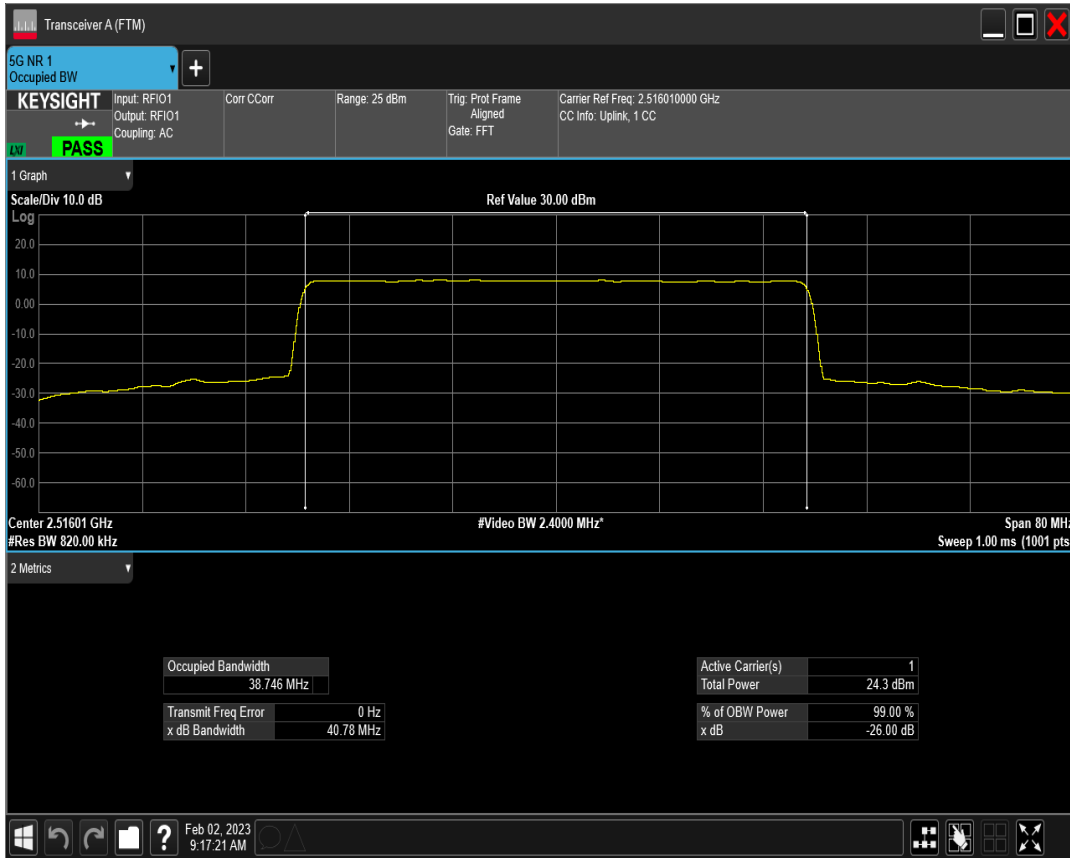 Transceiver A (FTM)
5G NR 1
Occupied BW
+
KEYSIGHT
LXI
PASS
Input: RFIO1
Output: RFIO1
Coupling: AC
Corr CCorr
Range: 25 dBm
Trig: Prot Frame
Aligned
Gate: FFT
Carrier Ref Freq: 2.516010000 GHz
CC Info: Uplink, 1 CC
1 Graph
Scale/Div 10.0 dB
Ref Value 30.00 dBm
Log
20.0
10.0
0.00
-10.0
-20.0
-30.0
-40.0
-50.0
-60.0
Center 2.51601 GHz
#Video BW 2.4000 MHz*
Span 80 MHz
#Res BW 820.00 kHz
Sweep 1.00 ms (1001 pts
2 Metrics
Occupied Bandwidth
38.746 MHz
Transmit Freq Error 0 Hz
x dB Bandwidth 40.78 MHz
Active Carrier(s) 1
Total Power 24.3 dBm
% of OBW Power 99.00 %
x dB -26.00 dB
?
Feb 02, 2023
9:17:21 AM